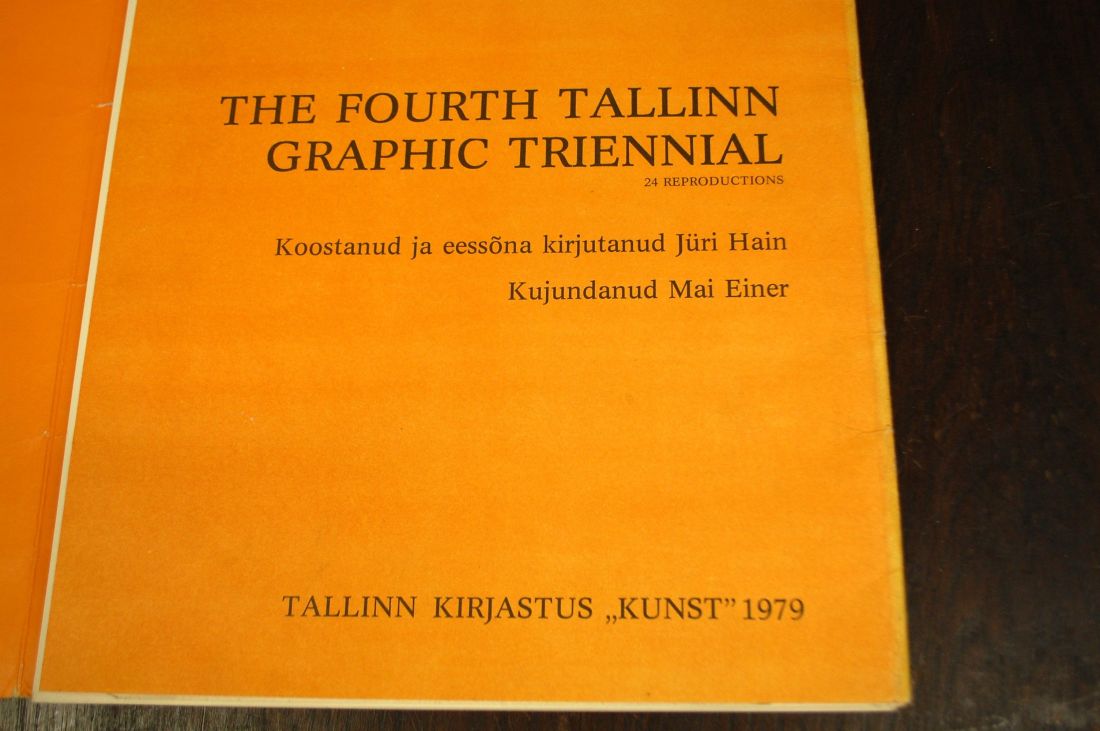 THE FOURTH TALLINN
GRAPHIC TRIENNIAL
24 REPRODUCTIONS
Koostanud ja eessõna kirjutanud Jüri Hain
Kujundanud Mai Einer
TALLINN KIRJASTUS „KUNST” 1979